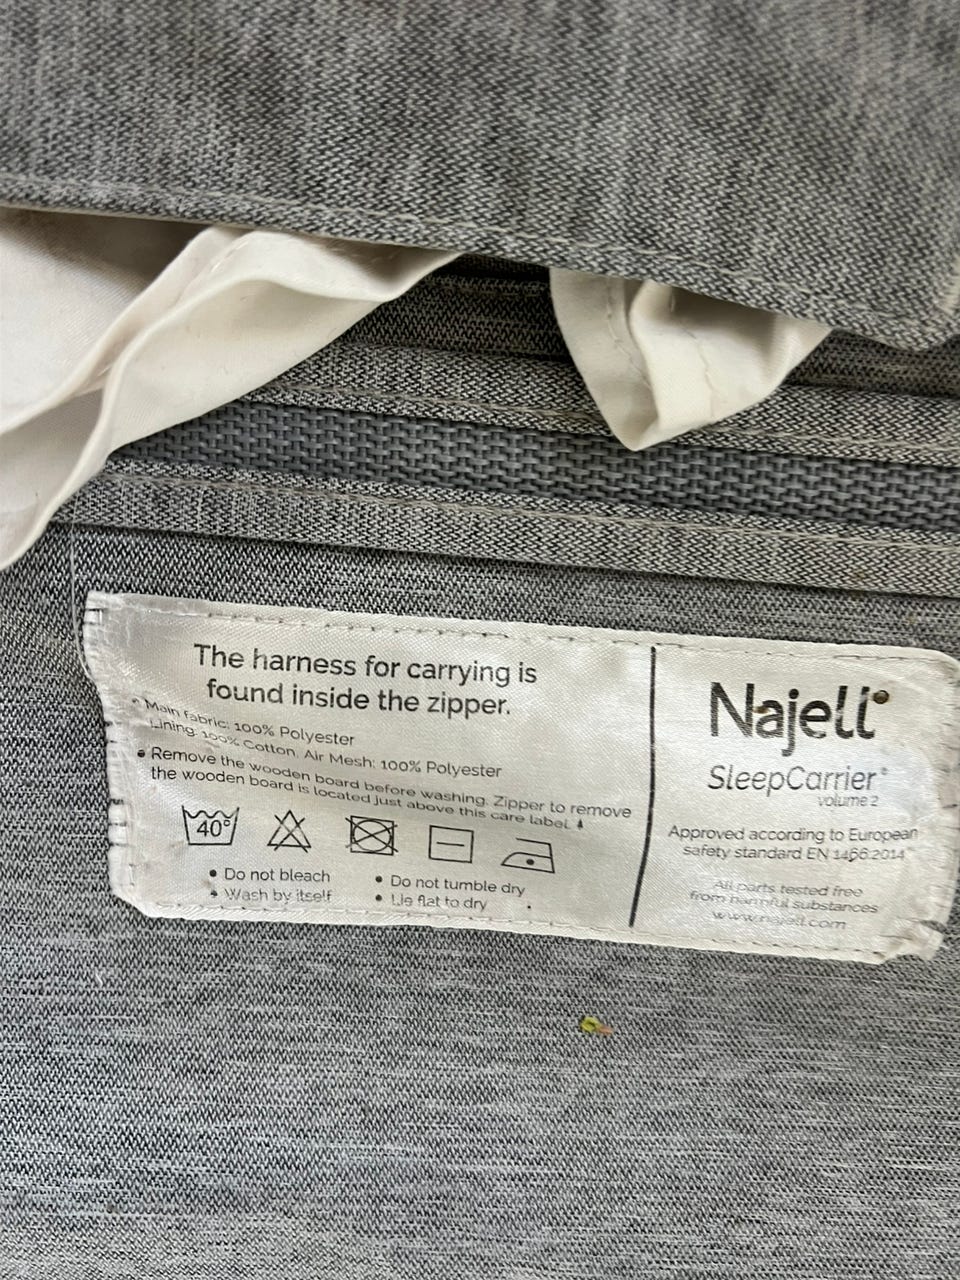 The harness for carrying is
found inside the zipper.
• Main fabric: 100% Polyester
Lining: 100% Cotton. Air Mesh: 100% Polyester
• Remove the wooden board before washing. Zipper to remove
the wooden board is located just above this care label.
40°
• Do not bleach
• Wash by itself
• Do not tumble dry
• Lie flat to dry
Najell
SleepCarrier®
volume 2
Approved according to European
safety standard EN 1466:2014
All parts tested free
from harmful substances
www.najell.com